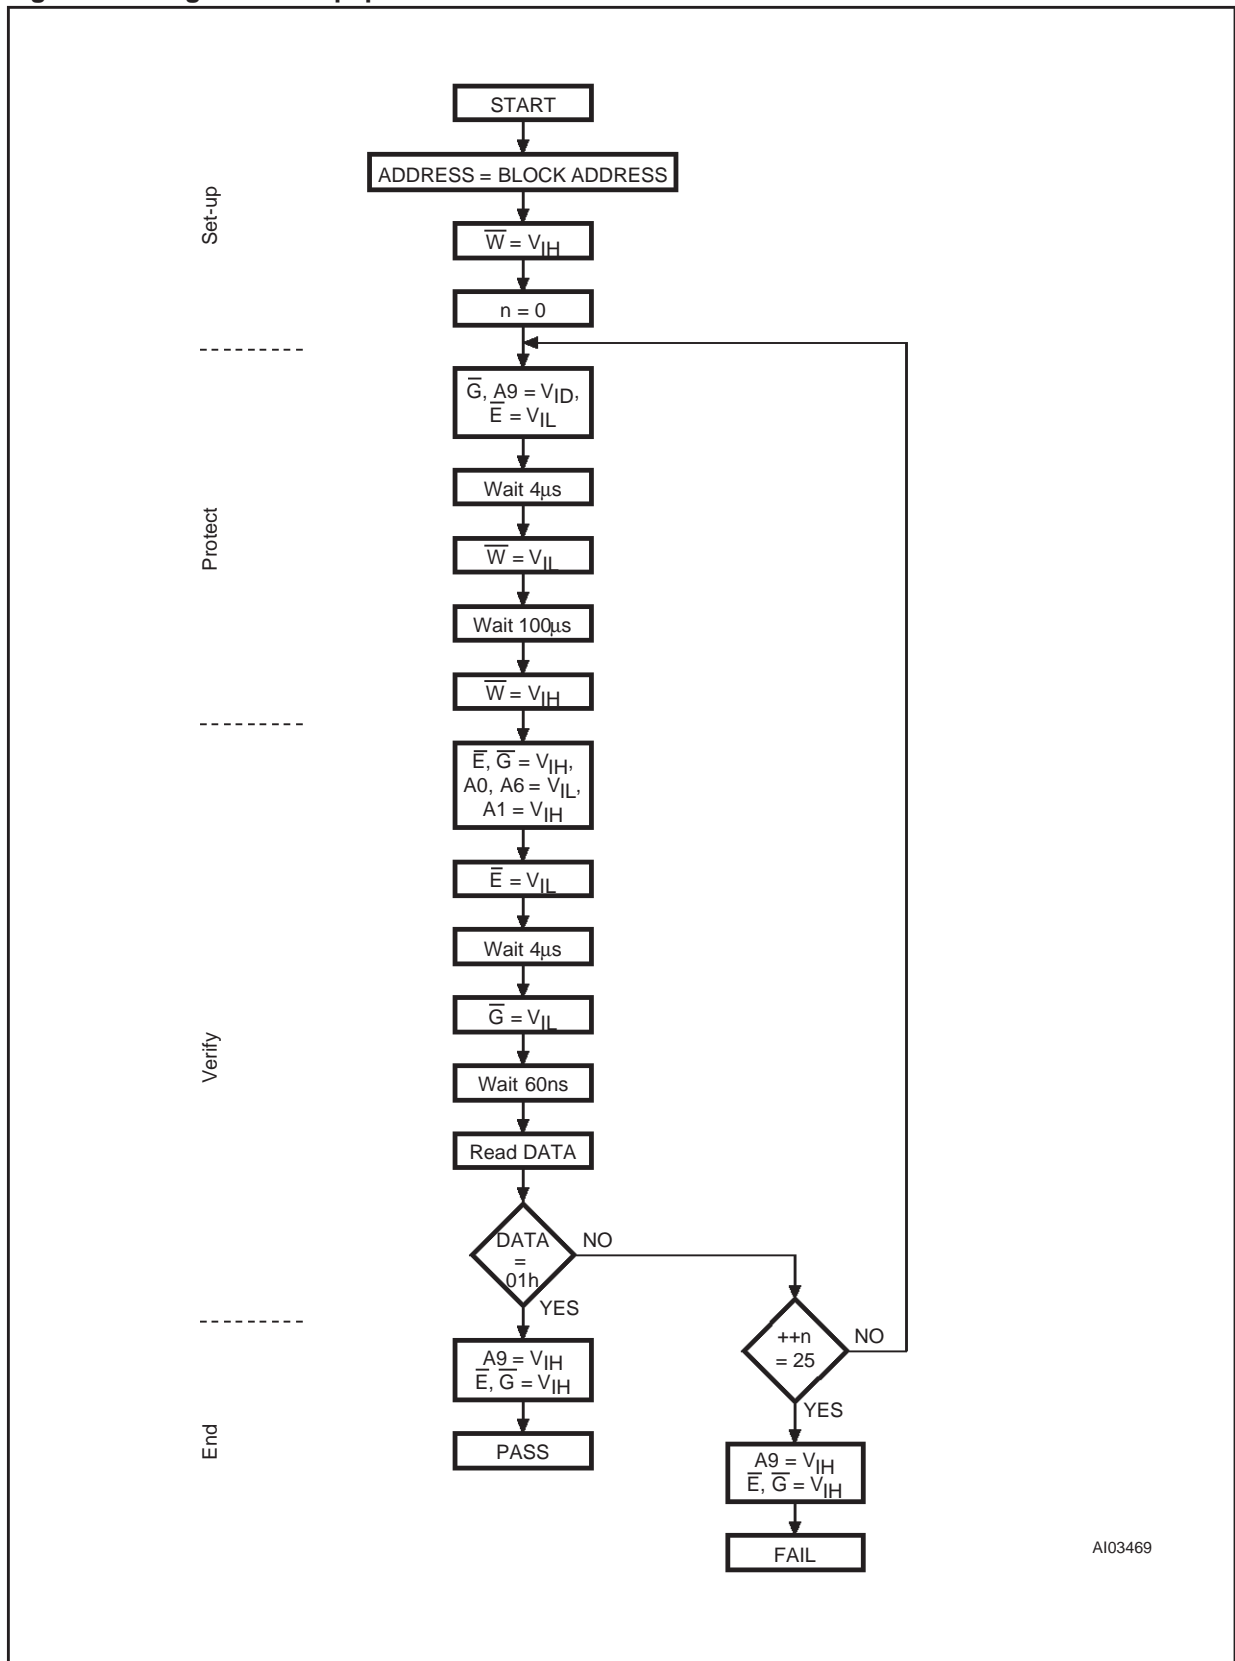 START
ADDRESS = BLOCK ADDRESS
Set-up
W̅ = VIH
n = 0
G̅, A9 = VID,
E̅ = VIL
Wait 4µs
Protect
W̅ = VIL
Wait 100µs
W̅ = VIH
E̅, G̅ = VIH,
A0, A6 = VIL,
A1 = VIH
E̅ = VIL
Wait 4µs
G̅ = VIL
Verify
Wait 60ns
Read DATA
DATA
=
01h
NO
YES
++n
= 25
NO
YES
A9 = VIH
E̅, G̅ = VIH
End
PASS
A9 = VIH
E̅, G̅ = VIH
FAIL
AI03469